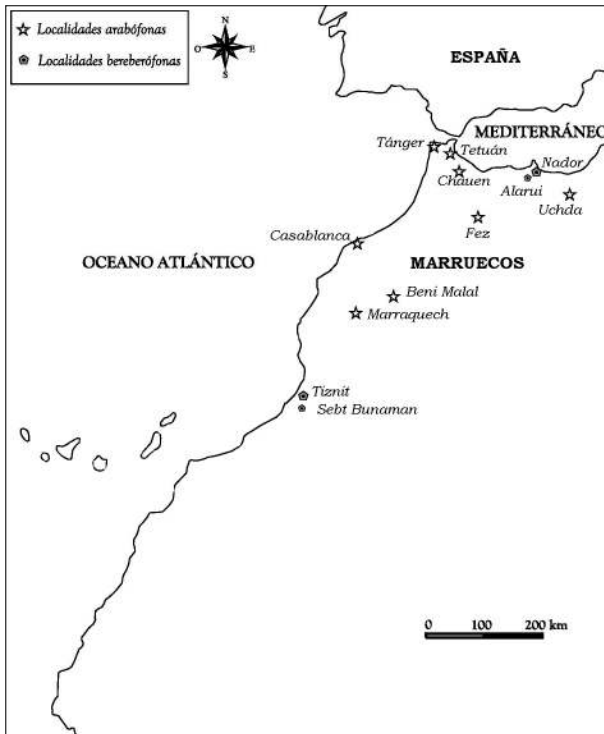 Localidades arabófonas
Localidades bereberófonas
N
O
E
S
ESPAÑA
MEDITERRÁNEO
Tánger
Tetuán
Nador
Chauen
Alarui
Uchda
Fez
Casablanca
OCEANO ATLÁNTICO
MARRUECOS
Beni Malal
Marraquech
Tiznit
Sebt Bunaman
0 100 200 km